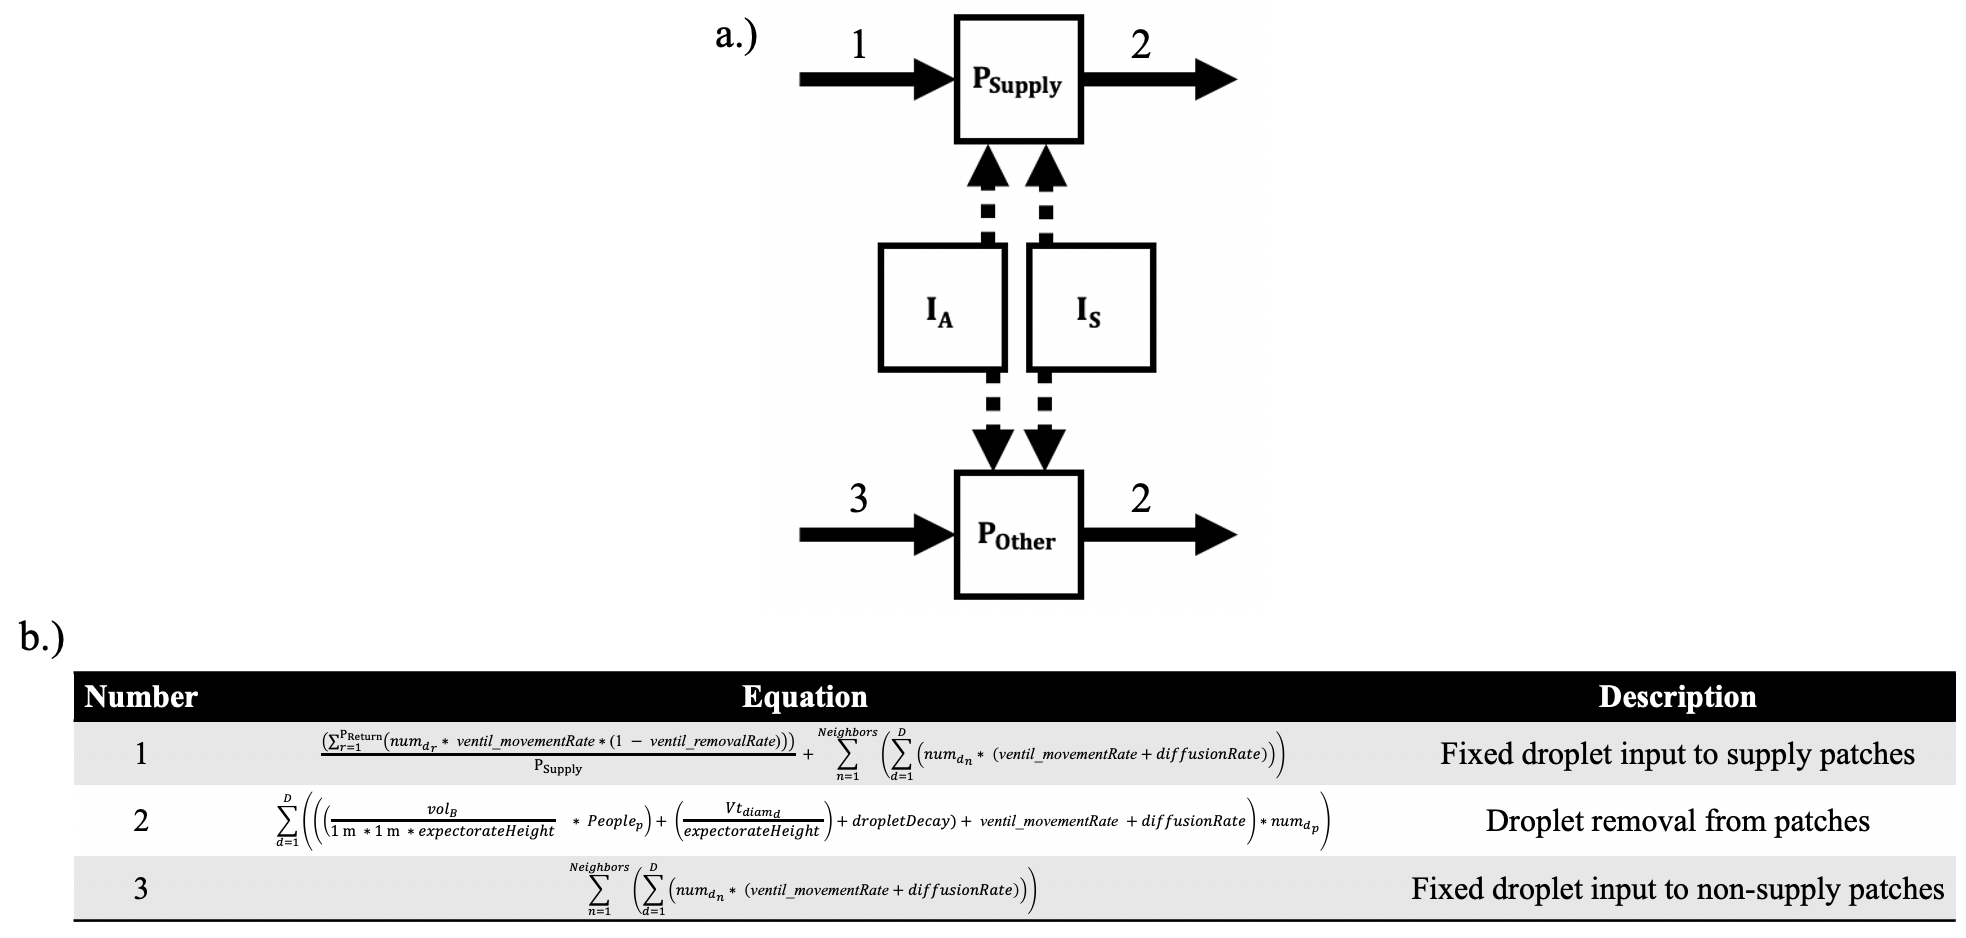 a.)
1
P_Supply
2
I_A
I_S
3
P_Other
2
b.)
Number Equation Description
1 (∑_{r=1}^{P_Return}(num_{d_r} * ventil_movementRate * (1 − ventil_removalRate))) / P_Supply + ∑_{n=1}^{Neighbors} (∑_{d=1}^{D} (num_{d_n} * (ventil_movementRate + diffusionRate))) Fixed droplet input to supply patches
2 ∑_{d=1}^{D} ((((vol_B / 1 m * 1 m * expectorateHeight * People_p) + (Vt_{diam_d} / expectorateHeight) + dropletDecay) + ventil_movementRate + diffusionRate) * num_{d_p}) Droplet removal from patches
3 ∑_{n=1}^{Neighbors} (∑_{d=1}^{D} (num_{d_n} * (ventil_movementRate + diffusionRate))) Fixed droplet input to non-supply patches